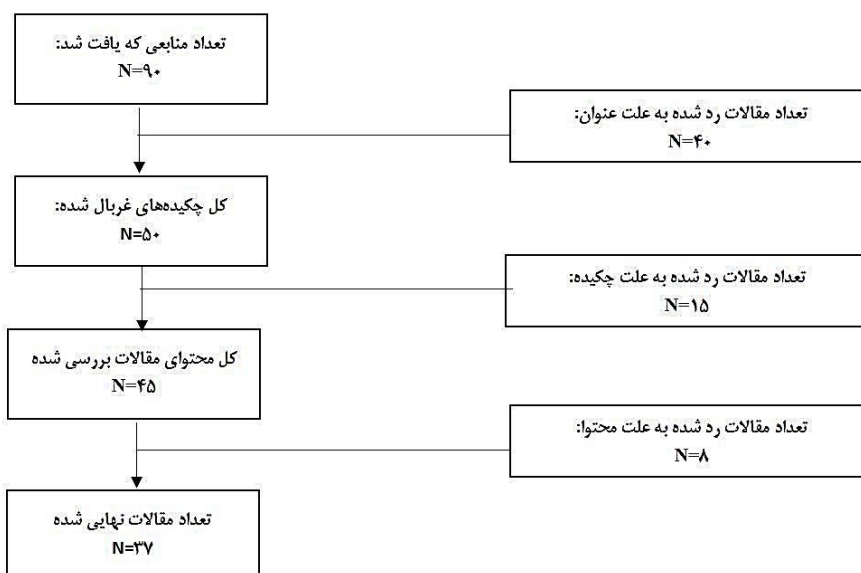 تعداد منابعی که یافت شد:
N=۹۰
تعداد مقالات رد شده به علت عنوان:
N=۴۰
کل چکیده‌های غربال شده:
N=۵۰
تعداد مقالات رد شده به علت چکیده:
N=۱۵
کل محتوای مقالات بررسی شده
N=۴۵
تعداد مقالات رد شده به علت محتوا:
N=۸
تعداد مقالات نهایی شده
N=۳۷